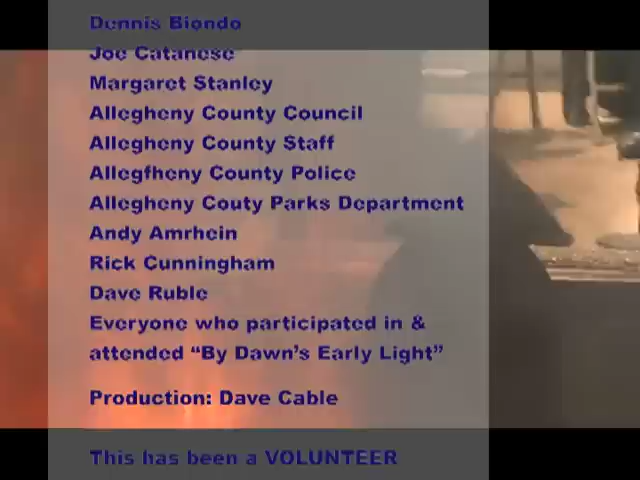 Dennis Biondo
Joe Catanese
Margaret Stanley
Allegheny County Council
Allegheny County Staff
Allegfheny County Police
Allegheny Couty Parks Department
Andy Amrhein
Rick Cunningham
Dave Ruble
Everyone who participated in &
attended “By Dawn’s Early Light”
Production: Dave Cable
This has been a VOLUNTEER